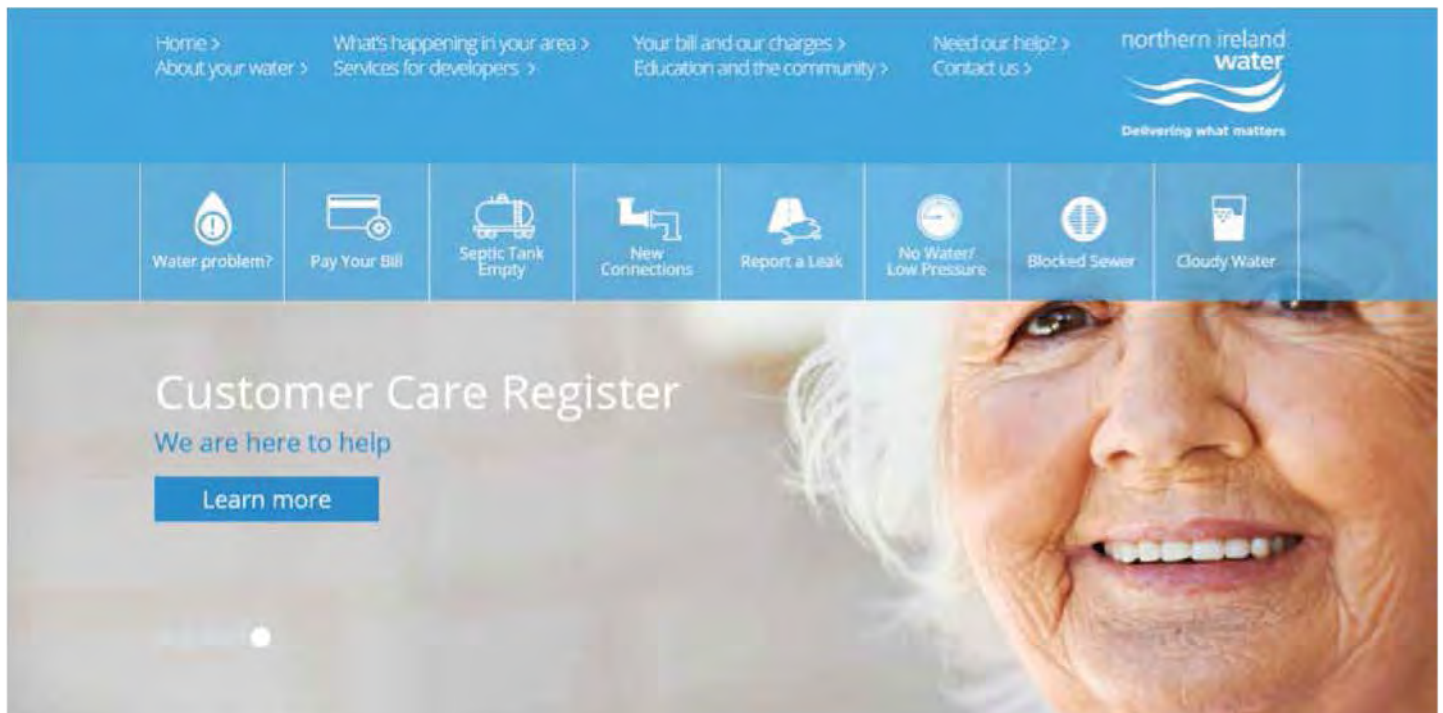 Home >
What's happening in your area >
Your bill and our charges >
Need our help? >
About your water >
Services for developers >
Education and the community >
Contact us >
northern ireland
water
Delivering what matters
Water problem?
Pay Your Bill
Septic Tank
Empty
New
Connections
Report a Leak
No Water/
Low Pressure
Blocked Sewer
Cloudy Water
Customer Care Register
We are here to help
Learn more